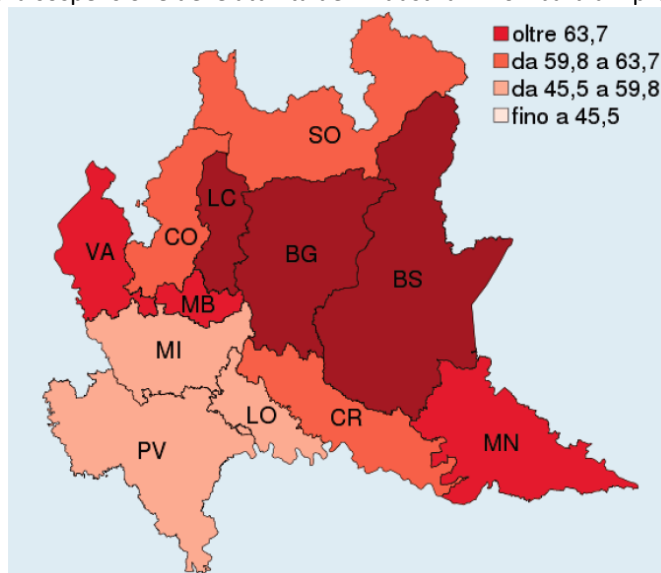 oltre 63,7
da 59,8 a 63,7
da 45,5 a 59,8
fino a 45,5
SO
LC
VA
CO
BG
BS
MB
MI
LO
CR
PV
MN